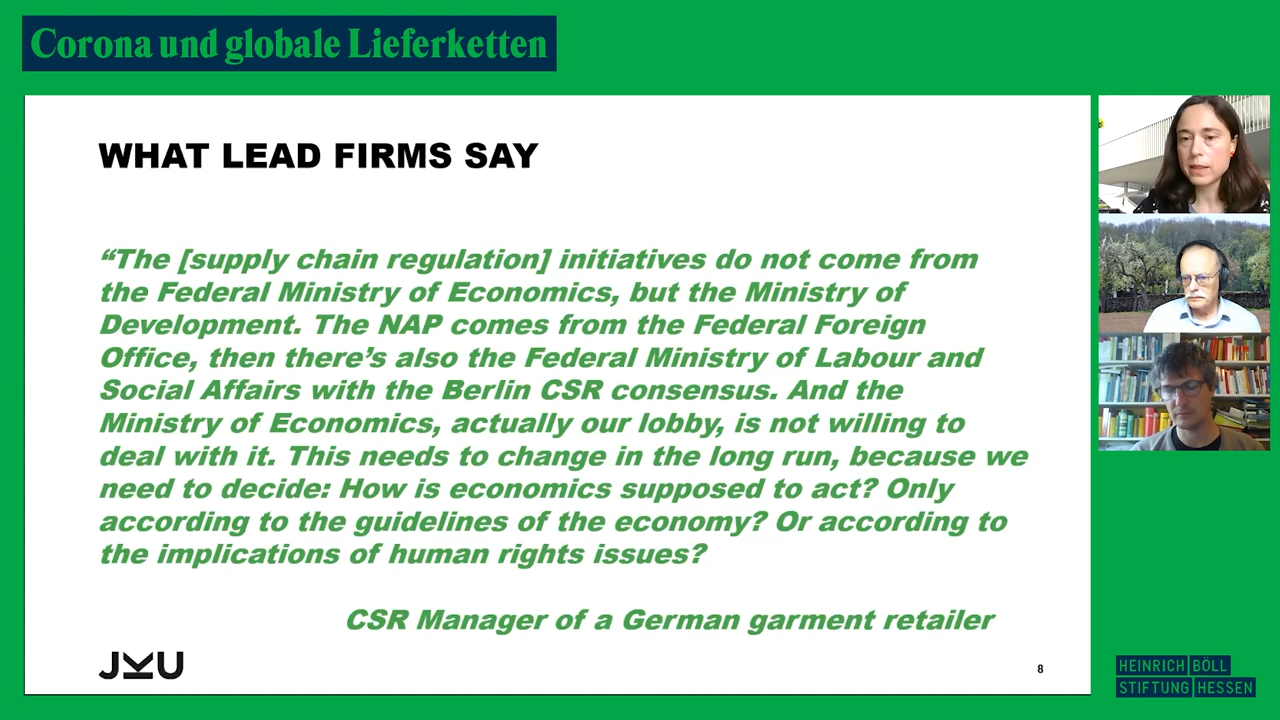 Corona und globale Lieferketten
WHAT LEAD FIRMS SAY
“The [supply chain regulation] initiatives do not come from
the Federal Ministry of Economics, but the Ministry of
Development. The NAP comes from the Federal Foreign
Office, then there’s also the Federal Ministry of Labour and
Social Affairs with the Berlin CSR consensus. And the
Ministry of Economics, actually our lobby, is not willing to
deal with it. This needs to change in the long run, because we
need to decide: How is economics supposed to act? Only
according to the guidelines of the economy? Or according to
the implications of human rights issues?
CSR Manager of a German garment retailer
JKU
8
HEINRICH BÖLL
STIFTUNG HESSEN